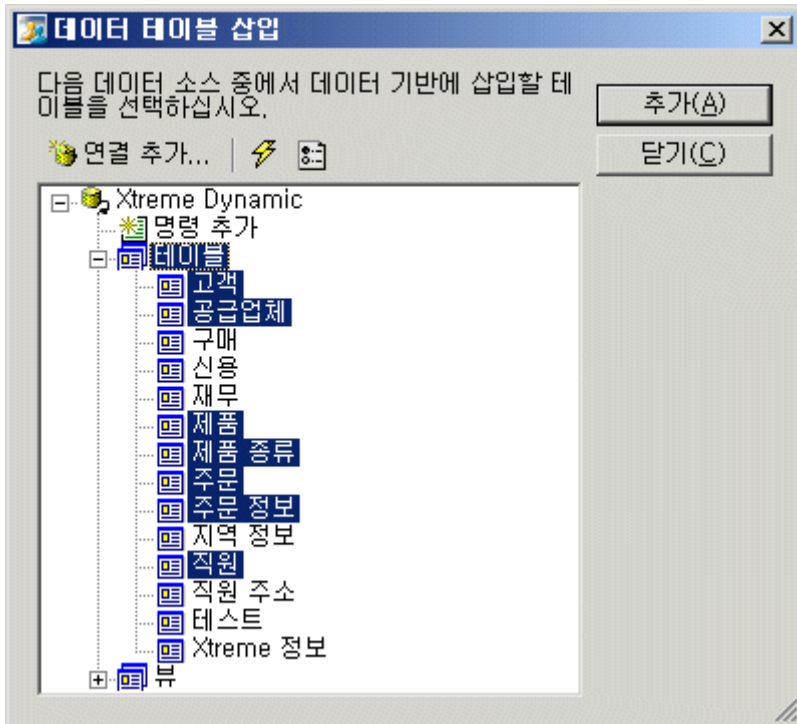 데이터 테이블 삽입
다음 데이터 소스 중에서 데이터 기반에 삽입할 테
이블을 선택하십시오.
추가(A)
닫기(C)
연결 추가...
Xtreme Dynamic
명령 추가
테이블
고객
공급업체
구매
신용
재무
제품
제품 종류
주문
주문 정보
지역 정보
직원
직원 주소
테스트
Xtreme 정보
뷰